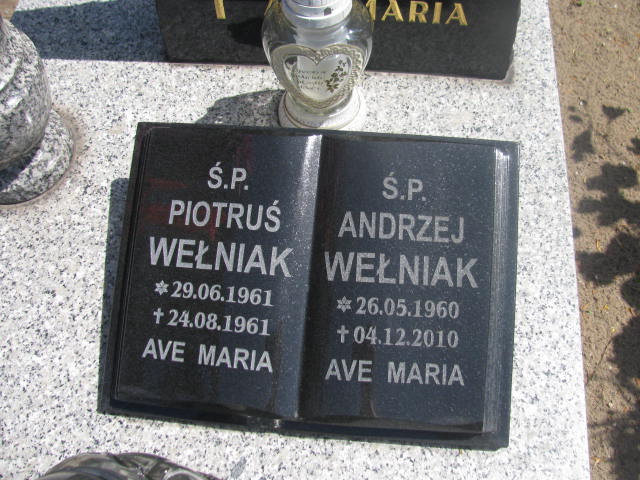 MARIA
Ś.P.
PIOTRUŚ
WEŁNIAK
* 29.06.1961
† 24.08.1961
AVE MARIA
Ś.P.
ANDRZEJ
WEŁNIAK
* 26.05.1960
† 04.12.2010
AVE MARIA